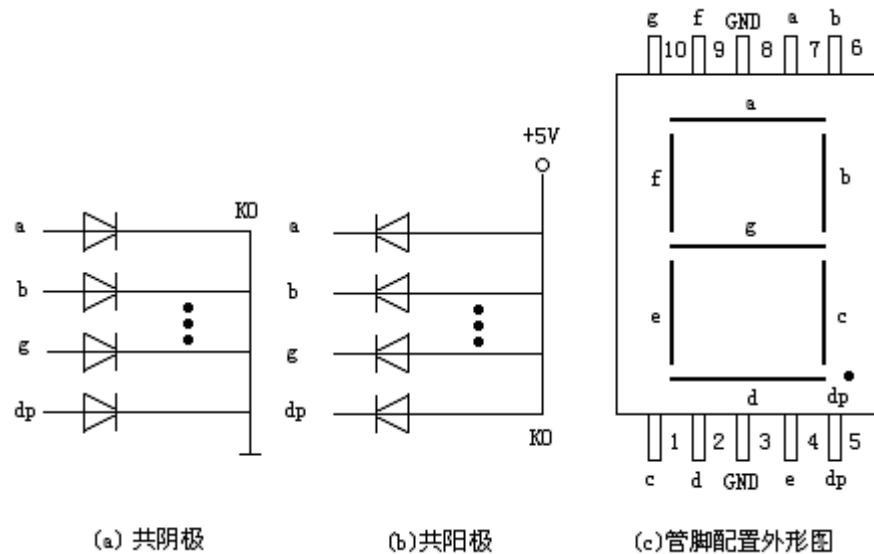 g f GND a b
10 9 8 7 6
a
+5V
f b
a KO a
g
b b
e c
g g
dp dp
d dp
KO
1 2 3 4 5
c d GND e dp
(a) 共阴极 (b)共阳极 (c)管脚配置外形图